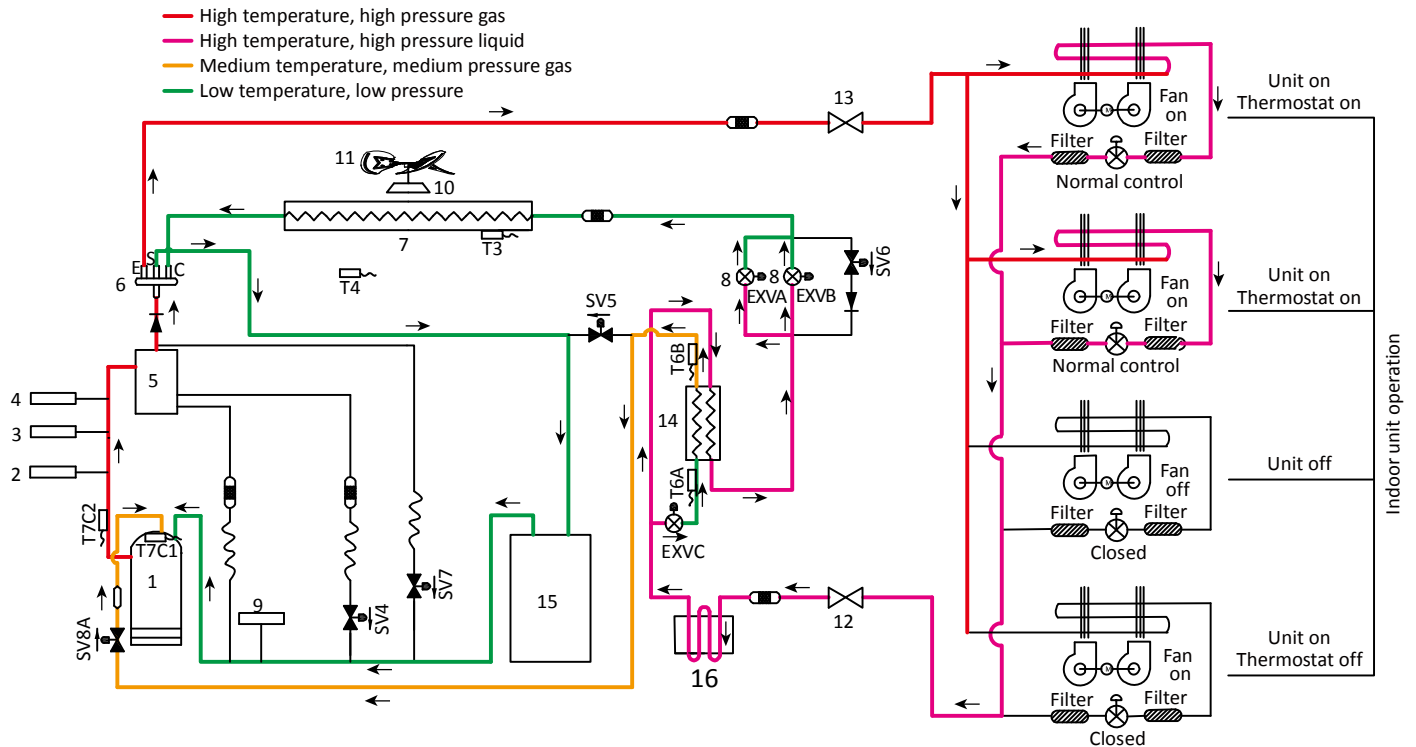 High temperature, high pressure gas
High temperature, high pressure liquid
Medium temperature, medium pressure gas
Low temperature, low pressure
13
Fan
on
Filter
Filter
Normal control
Unit on
Thermostat on
11
10
7
T3
T4
E
S
C
6
8
EXVA
8
EXVB
SV6
M
Fan
on
Filter
Filter
Normal control
Unit on
Thermostat on
SV5
T6B
14
T6A
EXVC
5
4
3
2
T7C2
T7C1
1
SV8A
9
SV4
SV7
15
16
12
M
Fan
off
Filter
Filter
Closed
Unit off
M
Fan
on
Filter
Filter
Closed
Unit on
Thermostat off
M
Indoor unit operation